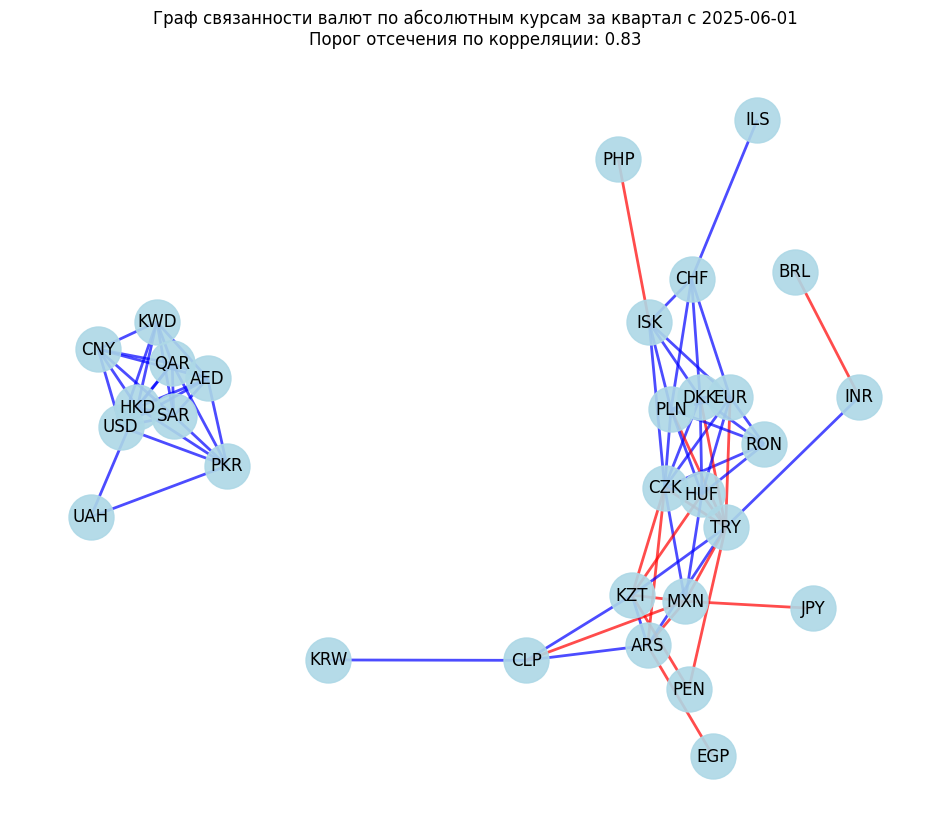 Граф связанности валют по абсолютным курсам за квартал с 2025-06-01
Порог отсечения по корреляции: 0.83
ILS
PHP
BRL
CHF
KWD
ISK
CNY
QAR
AED
DKK
EUR
INR
HKD
PLN
SAR
USD
RON
PKR
CZK
HUF
UAH
TRY
KZT
MXN
JPY
ARS
KRW
CLP
PEN
EGP